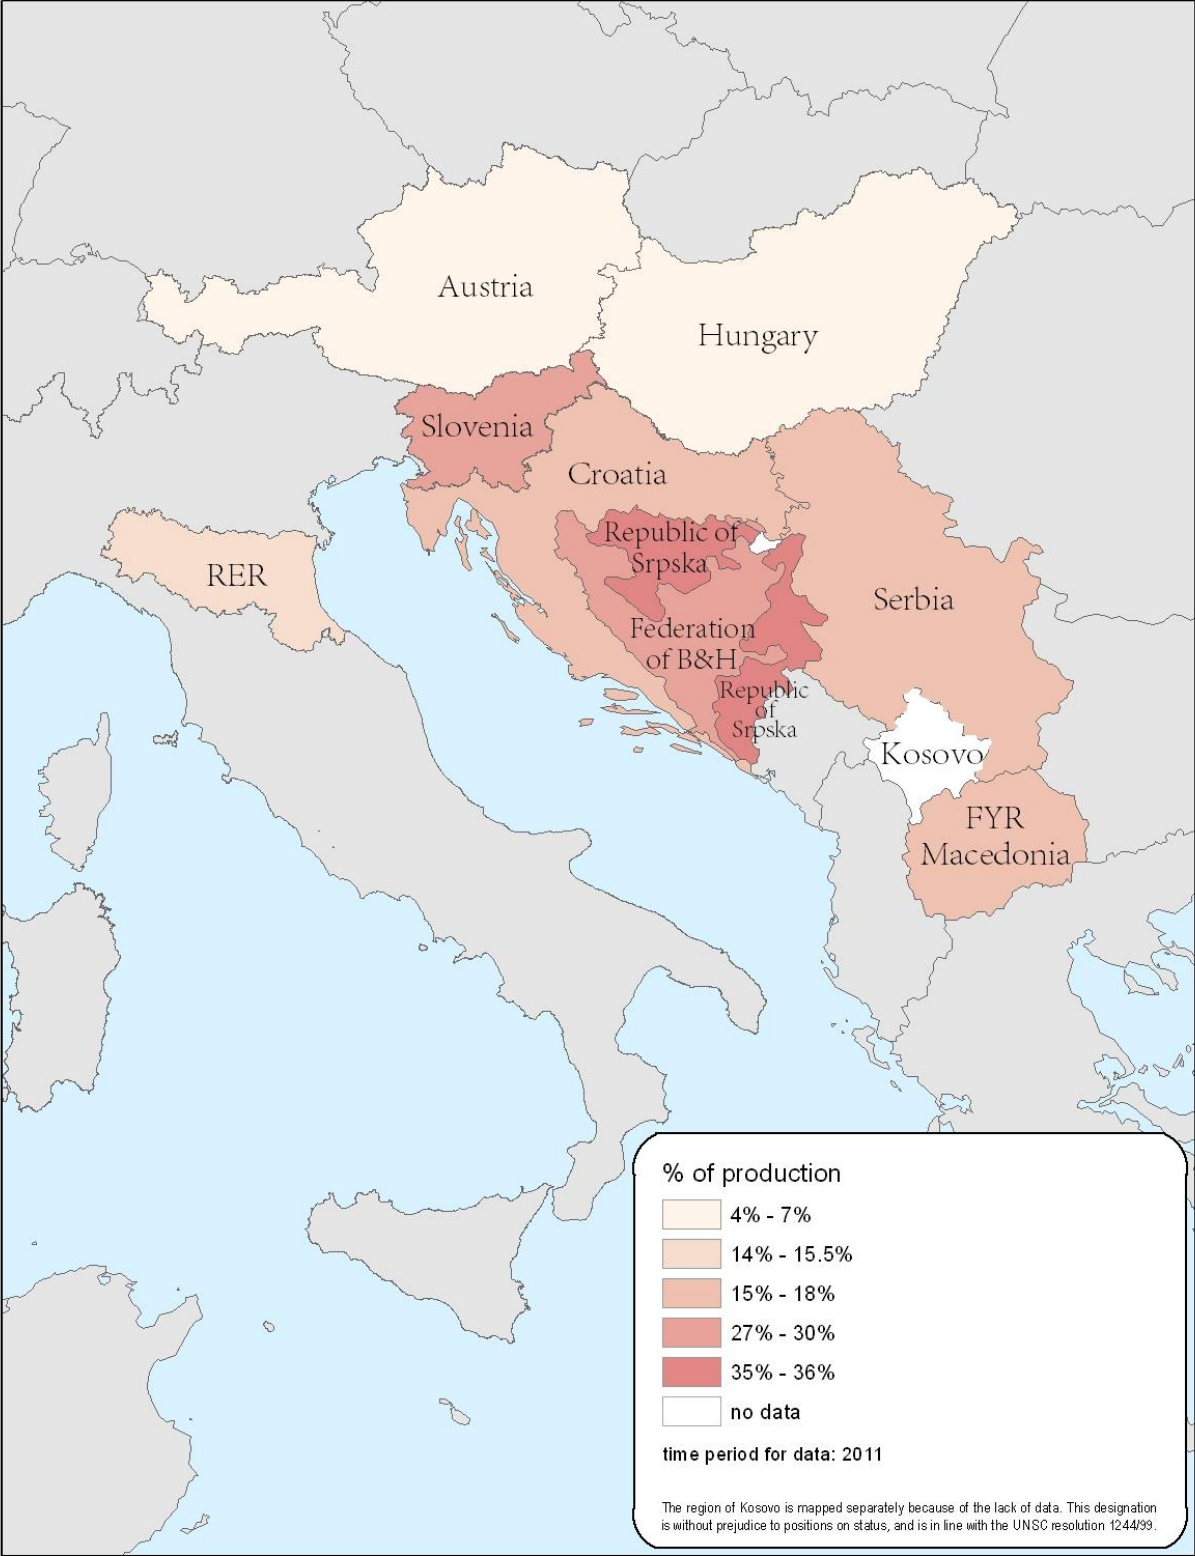 Austria
Hungary
Slovenia
Croatia
Republic of
Srpska
RER
Serbia
Federation
of B&H
Republic
of
Srpska
Kosovo
FYR
Macedonia
% of production
4% - 7%
14% - 15.5%
15% - 18%
27% - 30%
35% - 36%
no data
time period for data: 2011
The region of Kosovo is mapped separately because of the lack of data. This designation
is without prejudice to positions on status, and is in line with the UNSC resolution 1244/99.